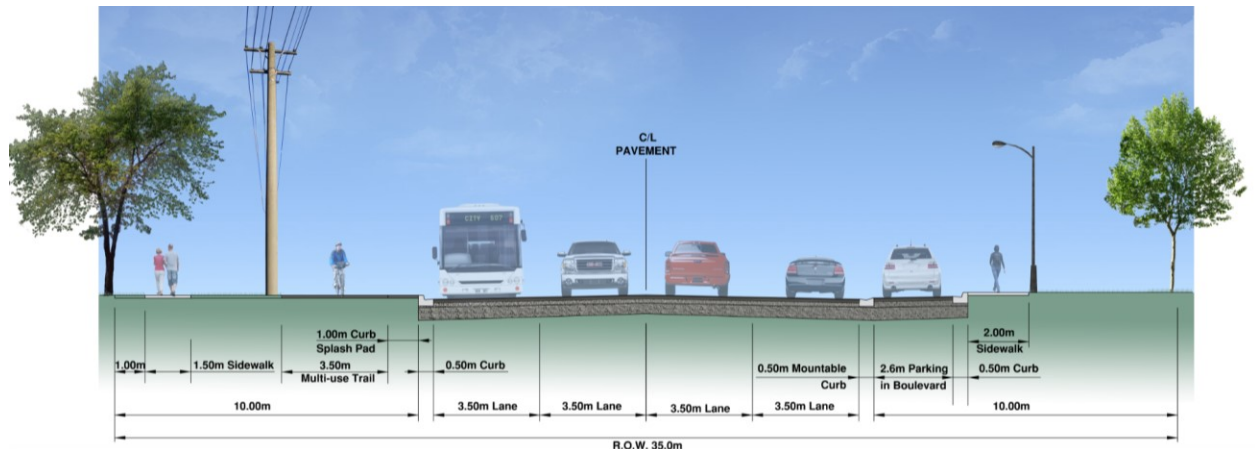 C/L
PAVEMENT
CITY 607
1.00m Curb
Splash Pad
1.00m
1.50m Sidewalk
3.50m
Multi-use Trail
0.50m Curb
0.50m Mountable
Curb
2.6m Parking
in Boulevard
2.00m
Sidewalk
0.50m Curb
10.00m
3.50m Lane
3.50m Lane
3.50m Lane
3.50m Lane
10.00m
R.O.W. 35.0m